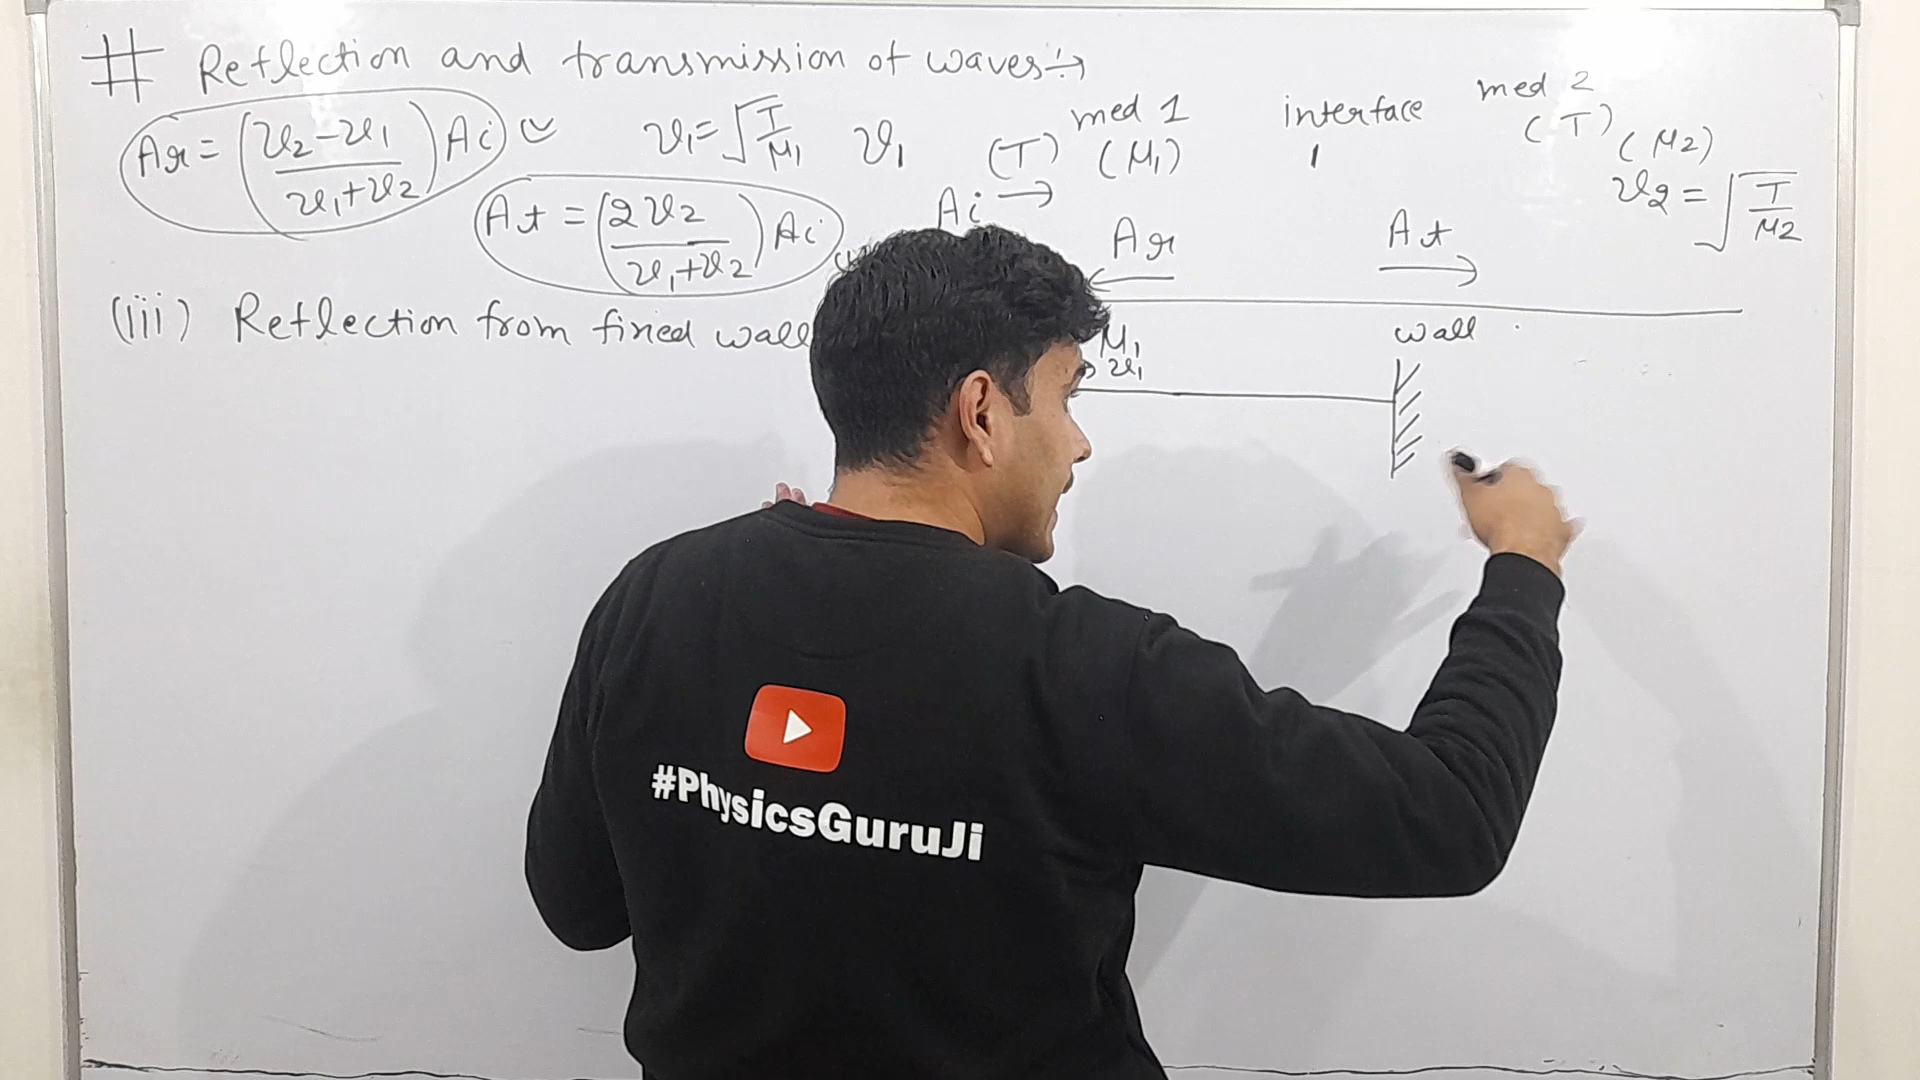 # Reflection and transmission of waves:→
Ar = (v2-v1 / v1+v2) Ai
v1 = √T/μ1 v1 (T) med 1 (μ1)
interface
med 2 (T) (μ2)
v2 = √T/μ2
At = (2v2 / v1+v2) Ai
Ai → Ar ← At →
(iii) Reflection from fixed wall
μ1
v1
wall
#PhysicsGuruJi